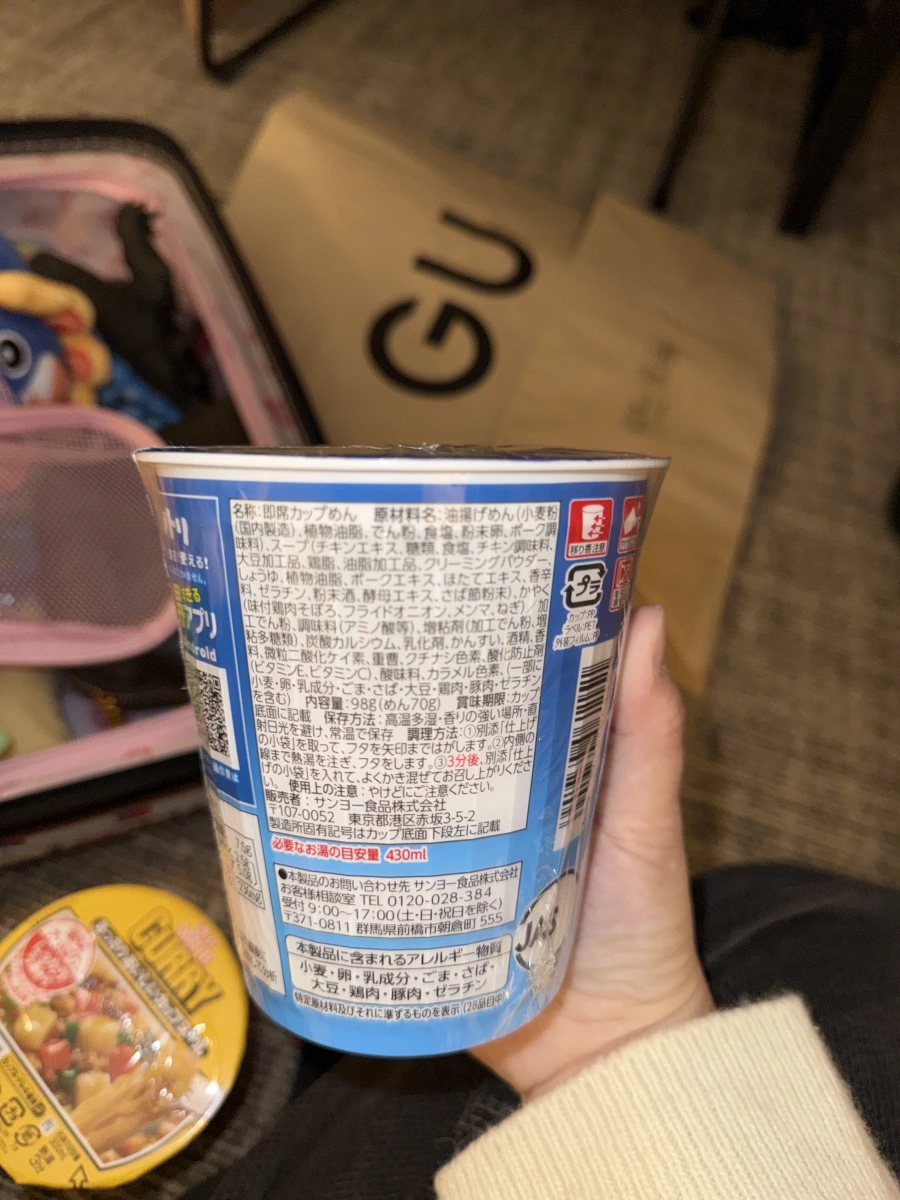 GU
名称:即席カップめん 原材料名:油揚げめん(小麦粉
(国内製造)、植物油脂、でん粉、食塩、粉末卵、ポーク調
味料)、スープ(チキンエキス、糖類、食塩、チキン調味料、
大豆加工品、鶏脂、油脂加工品、クリーミングパウダー、
しょうゆ、植物油脂、ポークエキス、ほたてエキス、香辛
料、ゼラチン、粉末酒、酵母エキス、さば節粉末)、かやく
(味付鶏肉そぼろ、フライドオニオン、メンマ、ねぎ)/加
工でん粉、調味料(アミノ酸等)、増粘剤(加工でん粉、増
粘多糖類)、炭酸カルシウム、乳化剤、かんすい、酒精、香
料、微粒二酸化ケイ素、重曹、クチナシ色素、酸化防止剤
(ビタミンE、ビタミンC)、酸味料、カラメル色素、(一部に
小麦・卵・乳成分・ごま・さば・大豆・鶏肉・豚肉・ゼラチン
を含む) 内容量:98g(めん70g) 賞味期限:カップ
底面に記載 保存方法:高温多湿・香りの強い場所・直
射日光を避け、常温で保存 調理方法:①別添「仕上げ
の小袋」を取って、フタを矢印まではがします。②内側の
線まで熱湯を注ぎ、フタをします。③3分後、別添「仕上
げの小袋」を入れて、よくかき混ぜてお召し上がりくださ
い。 使用上の注意:やけどにご注意ください。
販売者:サンヨー食品株式会社
〒107-0052 東京都港区赤坂3-5-2
製造所固有記号はカップ底面下段左に記載
必要なお湯の目安量 430ml
●本製品のお問い合わせ先 サンヨー食品株式会社
お客様相談室 TEL 0120-028-384
受付 9:00〜17:00(土・日・祝日を除く)
〒371-0811 群馬県前橋市朝倉町 555
本製品に含まれるアレルギー物質
小麦・卵・乳成分・ごま・さば・
大豆・鶏肉・豚肉・ゼラチン
特定原材料及びそれに準ずるものを表示(28品目中)
移り香注意
プラ
カップ:PP
ラベル:PET
JAS
アプリ
CURRY